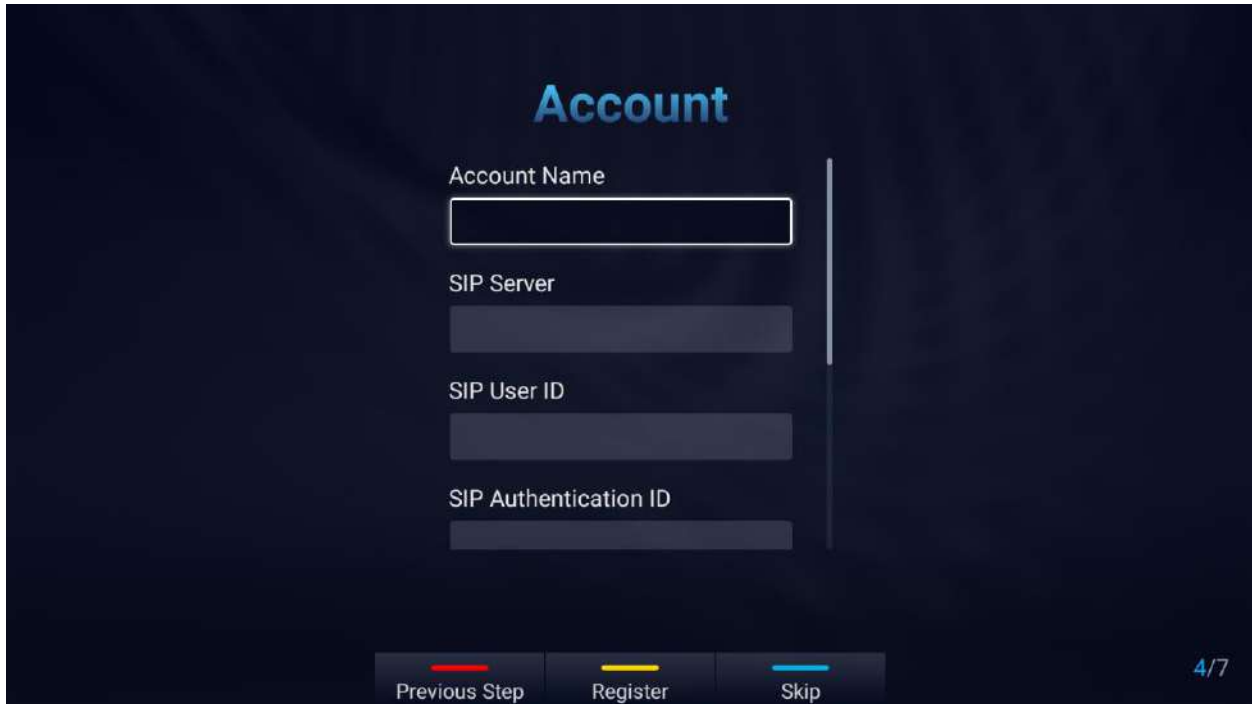 Account
Account Name
SIP Server
SIP User ID
SIP Authentication ID
Previous Step
Register
Skip
4/7